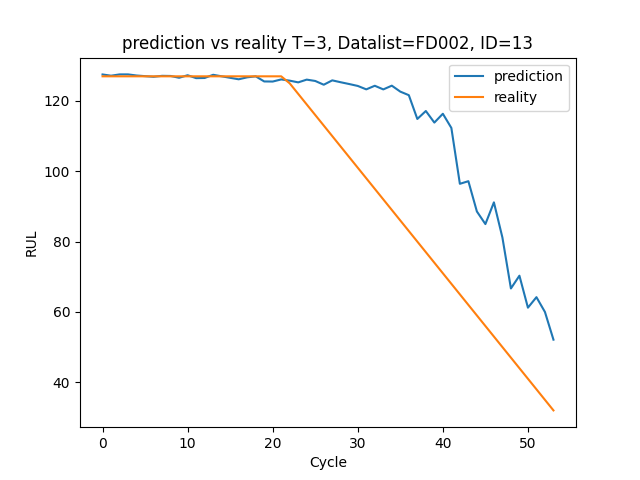 prediction vs reality T=3, Datalist=FD002, ID=13
prediction
reality
RUL
120
100
80
60
40
0 10 20 30 40 50
Cycle